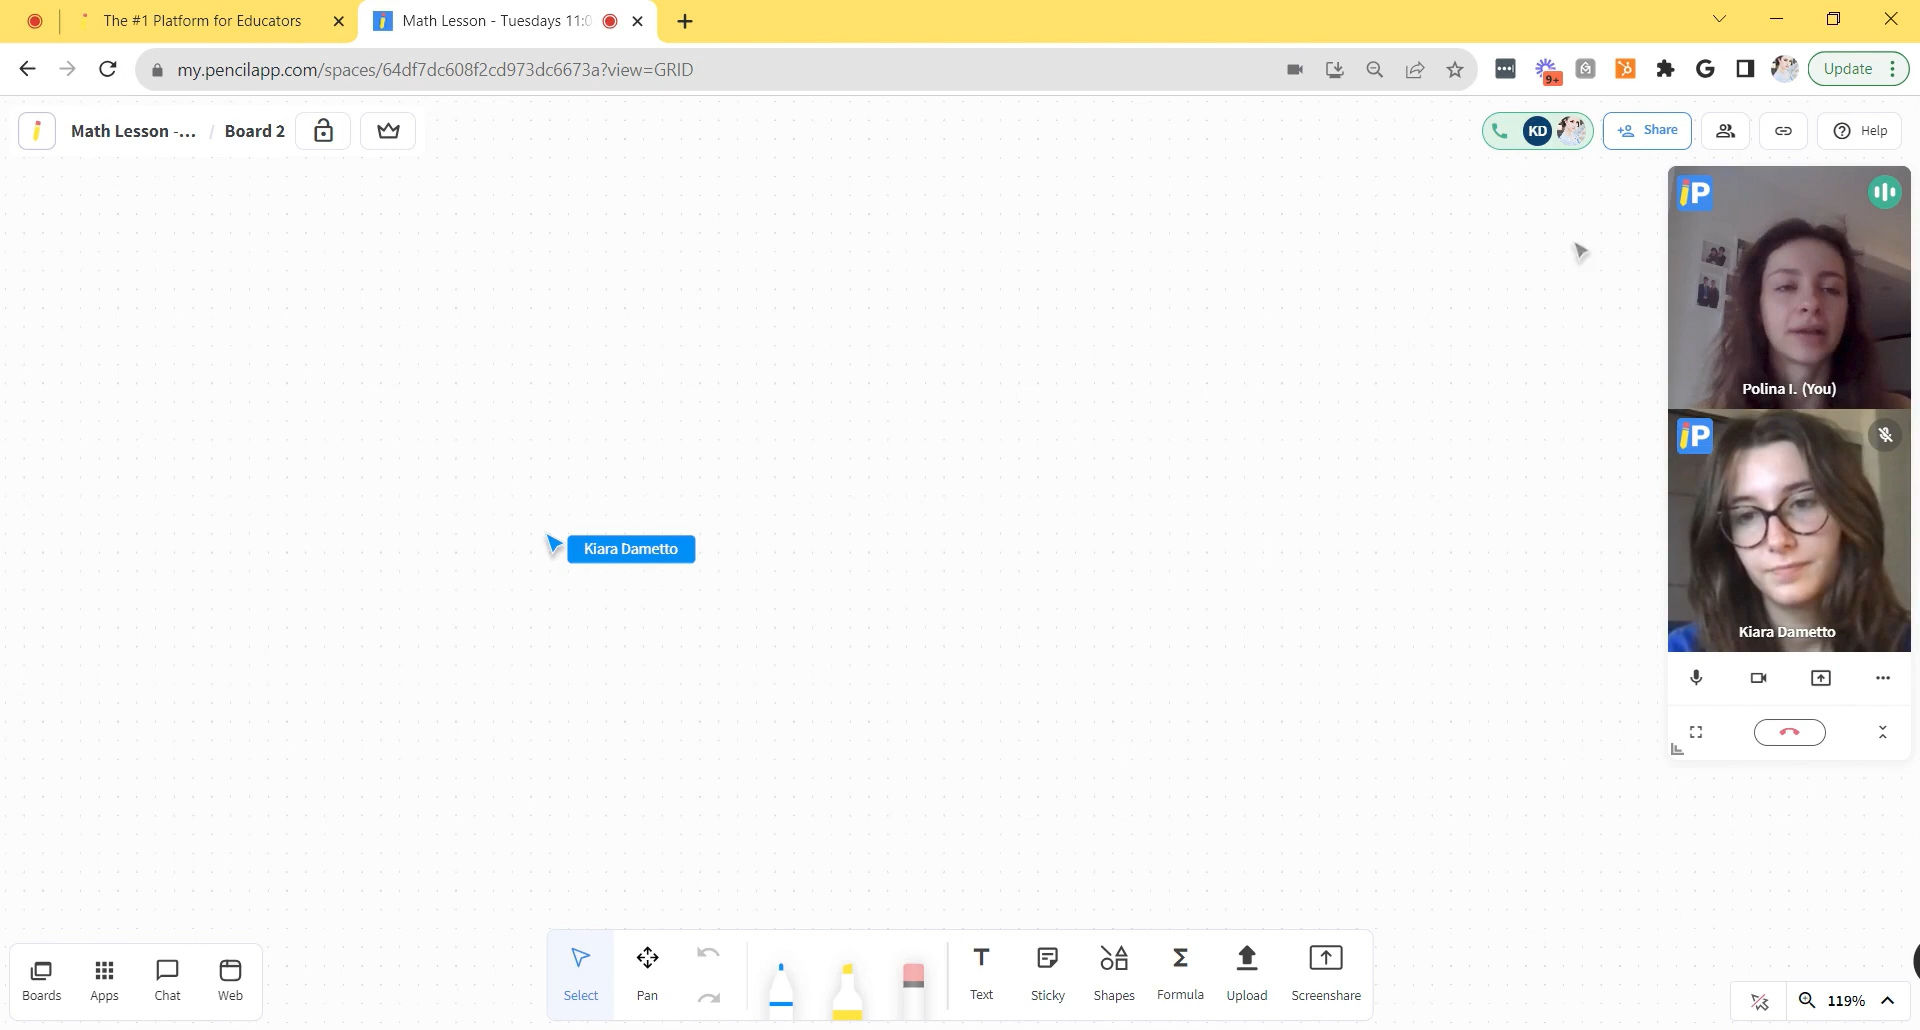 The #1 Platform for Educators
Math Lesson - Tuesdays 11:0
my.pencilapp.com/spaces/64df7dc608f2cd973dc6673a?view=GRID
9+
Update
Math Lesson -... / Board 2
KD
Share
Help
P
Polina I. (You)
P
Kiara Dametto
Kiara Dametto
Boards
Apps
Chat
Web
Select
Pan
Text
Sticky
Shapes
Formula
Upload
Screenshare
119%